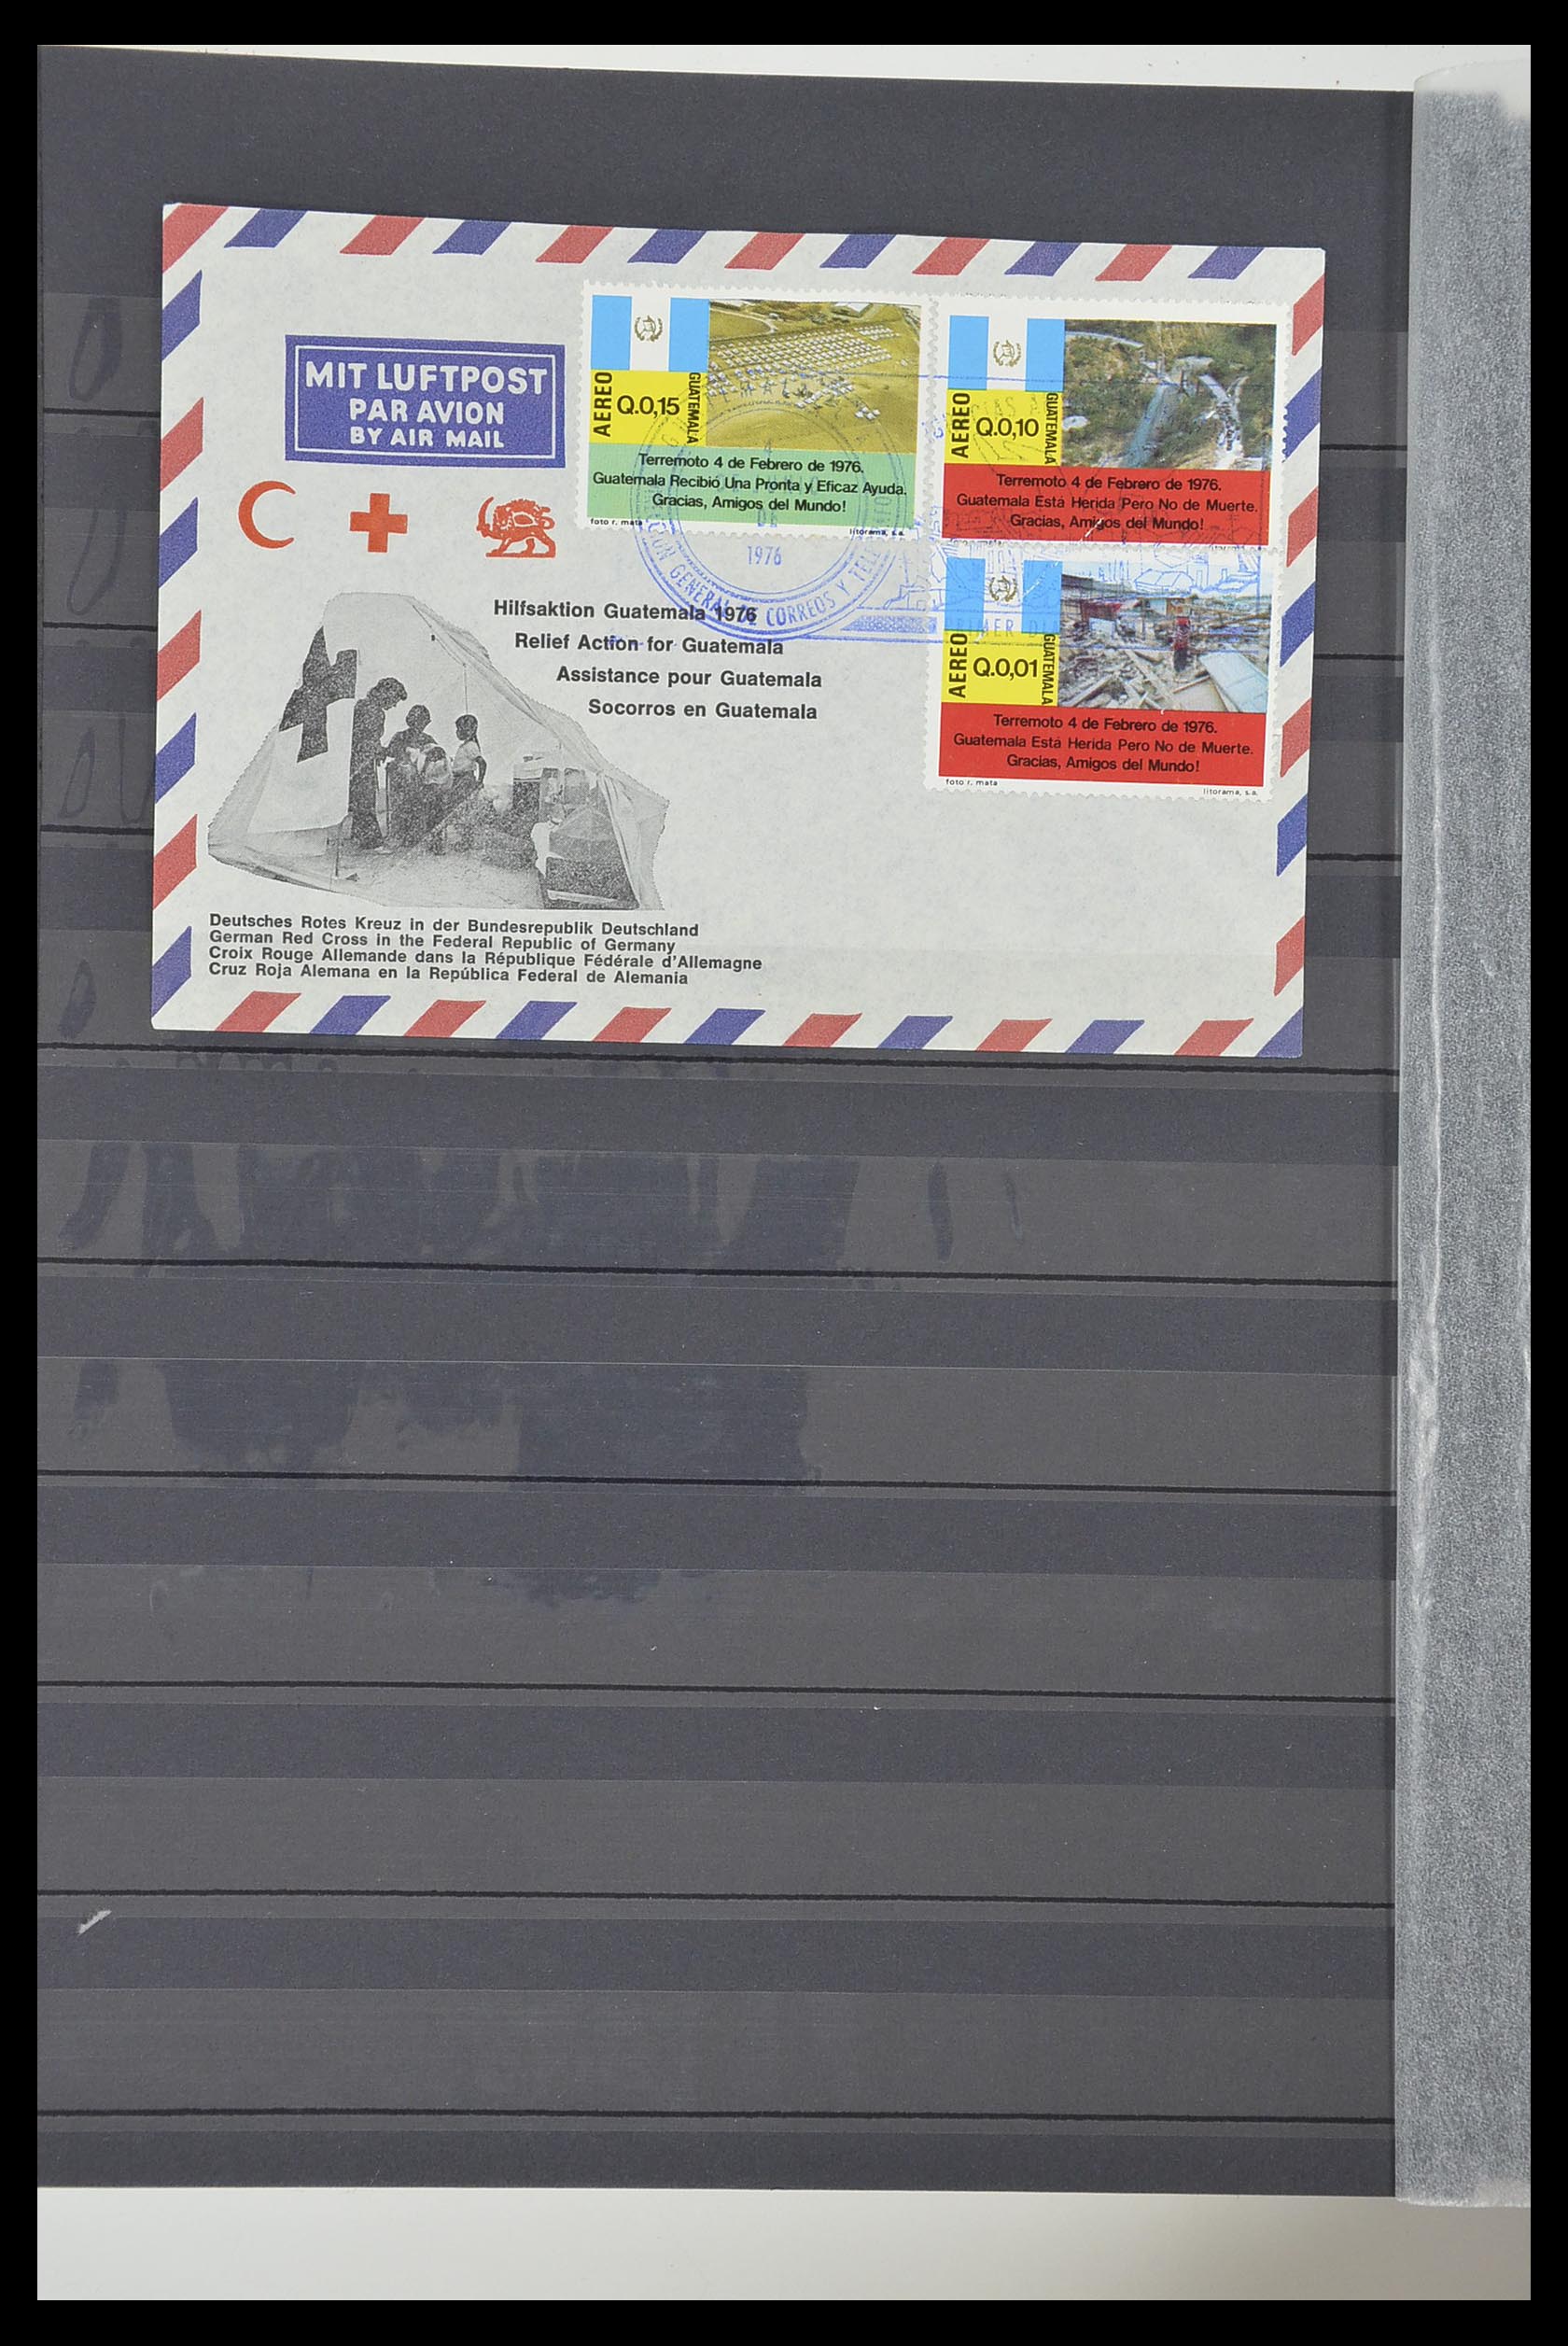 MIT LUFTPOST
PAR AVION
BY AIR MAIL
AEREO
Q.0,15
GUATEMALA
Terremoto 4 de Febrero de 1976.
Guatemala Recibió Una Pronta y Eficaz Ayuda.
Gracias, Amigos del Mundo!
foto r. mata
litorama, s.a.
AEREO
Q.0,10
GUATEMALA
Terremoto 4 de Febrero de 1976.
Guatemala Está Herida Pero No de Muerte.
Gracias, Amigos del Mundo!
AEREO
Q.0,01
GUATEMALA
Terremoto 4 de Febrero de 1976.
Guatemala Está Herida Pero No de Muerte.
Gracias, Amigos del Mundo!
foto r. mata
litorama, s.a.
4
DE
1976
GENERAL DE CORREOS Y
Hilfsaktion Guatemala 1976
Relief Action for Guatemala
Assistance pour Guatemala
Socorros en Guatemala
Deutsches Rotes Kreuz in der Bundesrepublik Deutschland
German Red Cross in the Federal Republic of Germany
Croix Rouge Allemande dans la République Fédérale d'Allemagne
Cruz Roja Alemana en la República Federal de Alemania